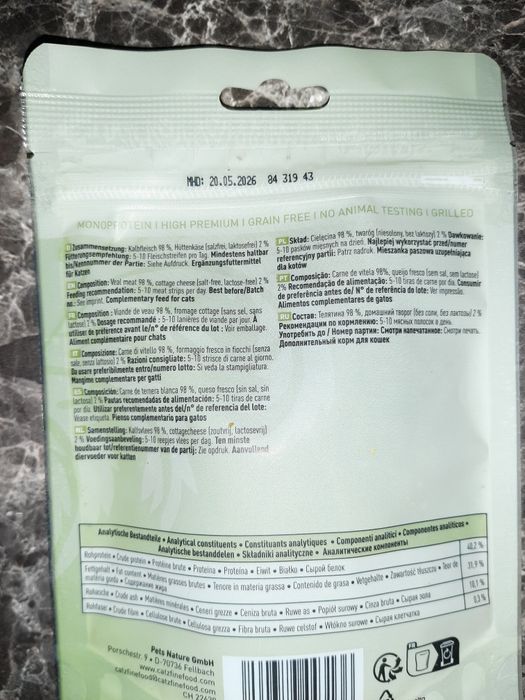 MHD: 20.05.2026 84 319 43
MONOPROTEIN | HIGH PREMIUM | GRAIN FREE | NO ANIMAL TESTING | GRILLED
D Zusammensetzung: Kalbfleisch 98 %, Hüttenkäse (salzfrei, laktosefrei) 2 %
Fütterungsempfehlung: 5-10 Fleischstreifen pro Tag. Mindestens haltbar
bis/Kennnummer der Partie: Siehe Aufdruck. Ergänzungsfuttermittel
für Katzen
EN Composition: Veal meat 98 %, cottage cheese (salt-free, lactose-free) 2 %
Feeding recommendation: 5-10 meat strips per day. Best before/Batch
no.: See imprint. Complementary feed for cats
FR Composition: Viande de veau 98 %, fromage cottage (sans sel, sans
lactose) 2 % Dosage recommandé: 5-10 lanières de viande par jour. À
utiliser de préférence avant le/n° de référence du lot : Voir emballage.
Aliment complémentaire pour chats
IT Composizione: Carne di vitello 98 %, formaggio fresco in fiocchi (senza
sale, senza lattosio) 2 % Razioni consigliate: 5-10 strisce di carne al giorno.
Da usare preferibilmente entro/numero lotto: Si veda la stampigliatura.
Mangime complementare per gatti
ES Composición: Carne de ternera blanca 98 %, queso fresco (sin sal, sin
lactosa) 2 % Pautas recomendadas de alimentación: 5-10 tiras de carne
por día. Utilizar preferentemente antes del/n° de referencia del lote:
Véase etiqueta. Pienso complementario para gatos
NL Samenstelling: Kalfsvlees 98 %, cottagecheese (zoutvrij, lactosevrij)
2 % Voedingsaanbeveling: 5-10 reepjes vlees per dag. Ten minste
houdbaar tot/referentienummer van de partij: Zie opdruk. Aanvullend
diervoeder voor katten
PL Skład: Cielęcina 98 %, twaróg (niesolony, bez laktozy) 2 % Dawkowanie:
5-10 pasków mięsnych na dzień. Najlepiej wykorzystać przed/numer
referencyjny partii: Patrz nadruk. Mieszanka paszowa uzupełniająca
dla kotów
PT Composição: Carne de vitela 98%, queijo fresco (sem sal, sem lactose)
2% Recomendação de alimentação: 5-10 tiras de carne por dia. Consumir
de preferência antes de/ N° de referência do lote: Ver impressão.
Alimentos complementares de gatos
RU Состав: Телятина 98 %, домашний творог (без соли, без лактозы) 2 %
Рекомендации по кормлению: 5-10 мясных полосок в день.
Употребить до / Номер партии: Смотри напечатанное: Смотри печать.
Дополнительный корм для кошек
Analytische Bestandteile • Analytical constituents • Constituants analytiques • Componenti analitici • Componentes analíticos •
Analytische bestanddelen • Składniki analityczne • Аналитические компоненты
Rohprotein • Crude protein • Protéine brute • Proteina • Proteína • Eiwit • Białko • Сырой белок 48,2 %
Fettgehalt • Fat content • Matières grasses brutes • Tenore in materia grassa • Contenido de grasa • Vetgehalte • Zawartość tłuszczu • Teor de
matéria gorda • Содержание жира 31,9 %
Rohasche • Crude ash • Matières minérales • Ceneri grezze • Ceniza bruta • Ruwe as • Popiół surowy • Cinza bruta • Сырая зола 10,1 %
Rohfaser • Crude fibre • Cellulose brute • Cellulosa grezza • Fibra bruta • Ruwe celstof • Włókno surowe • Сырая клетчатка 0,3 %
Pets Nature GmbH
Porschestr. 9 • D-70736 Fellbach
www.catzfinefood.com
catzfinefood@catzfinefood.com